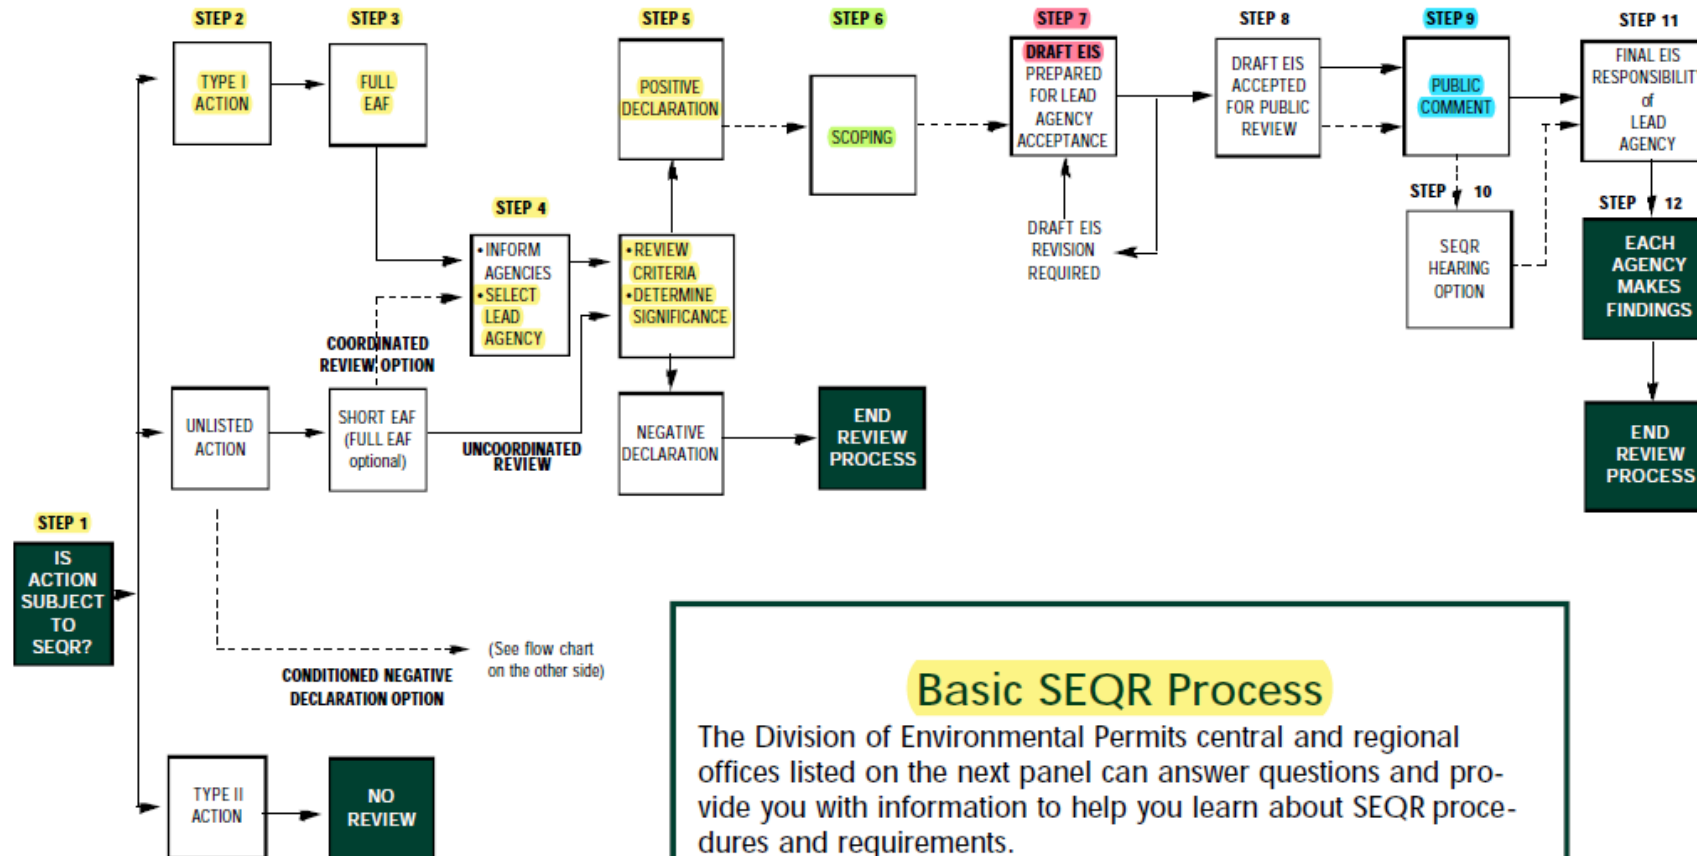 STEP 2
STEP 3
STEP 5
STEP 6
STEP 7
STEP 8
STEP 9
STEP 11
TYPE I
ACTION
FULL
EAF
POSITIVE
DECLARATION
SCOPING
DRAFT EIS
PREPARED
FOR LEAD
AGENCY
ACCEPTANCE
DRAFT EIS
ACCEPTED
FOR PUBLIC
REVIEW
PUBLIC
COMMENT
FINAL EIS
RESPONSIBILITY
of
LEAD
AGENCY
STEP 4
• INFORM
AGENCIES
• SELECT
LEAD
AGENCY
• REVIEW
CRITERIA
• DETERMINE
SIGNIFICANCE
DRAFT EIS
REVISION
REQUIRED
STEP 10
SEQR
HEARING
OPTION
STEP 12
EACH
AGENCY
MAKES
FINDINGS
COORDINATED
REVIEW OPTION
UNLISTED
ACTION
SHORT EAF
(FULL EAF
optional)
UNCOORDINATED
REVIEW
NEGATIVE
DECLARATION
END
REVIEW
PROCESS
END
REVIEW
PROCESS
STEP 1
IS
ACTION
SUBJECT
TO
SEQR?
CONDITIONED NEGATIVE
DECLARATION OPTION
(See flow chart
on the other side)
TYPE II
ACTION
NO
REVIEW
Basic SEQR Process
The Division of Environmental Permits central and regional
offices listed on the next panel can answer questions and pro-
vide you with information to help you learn about SEQR proce-
dures and requirements.